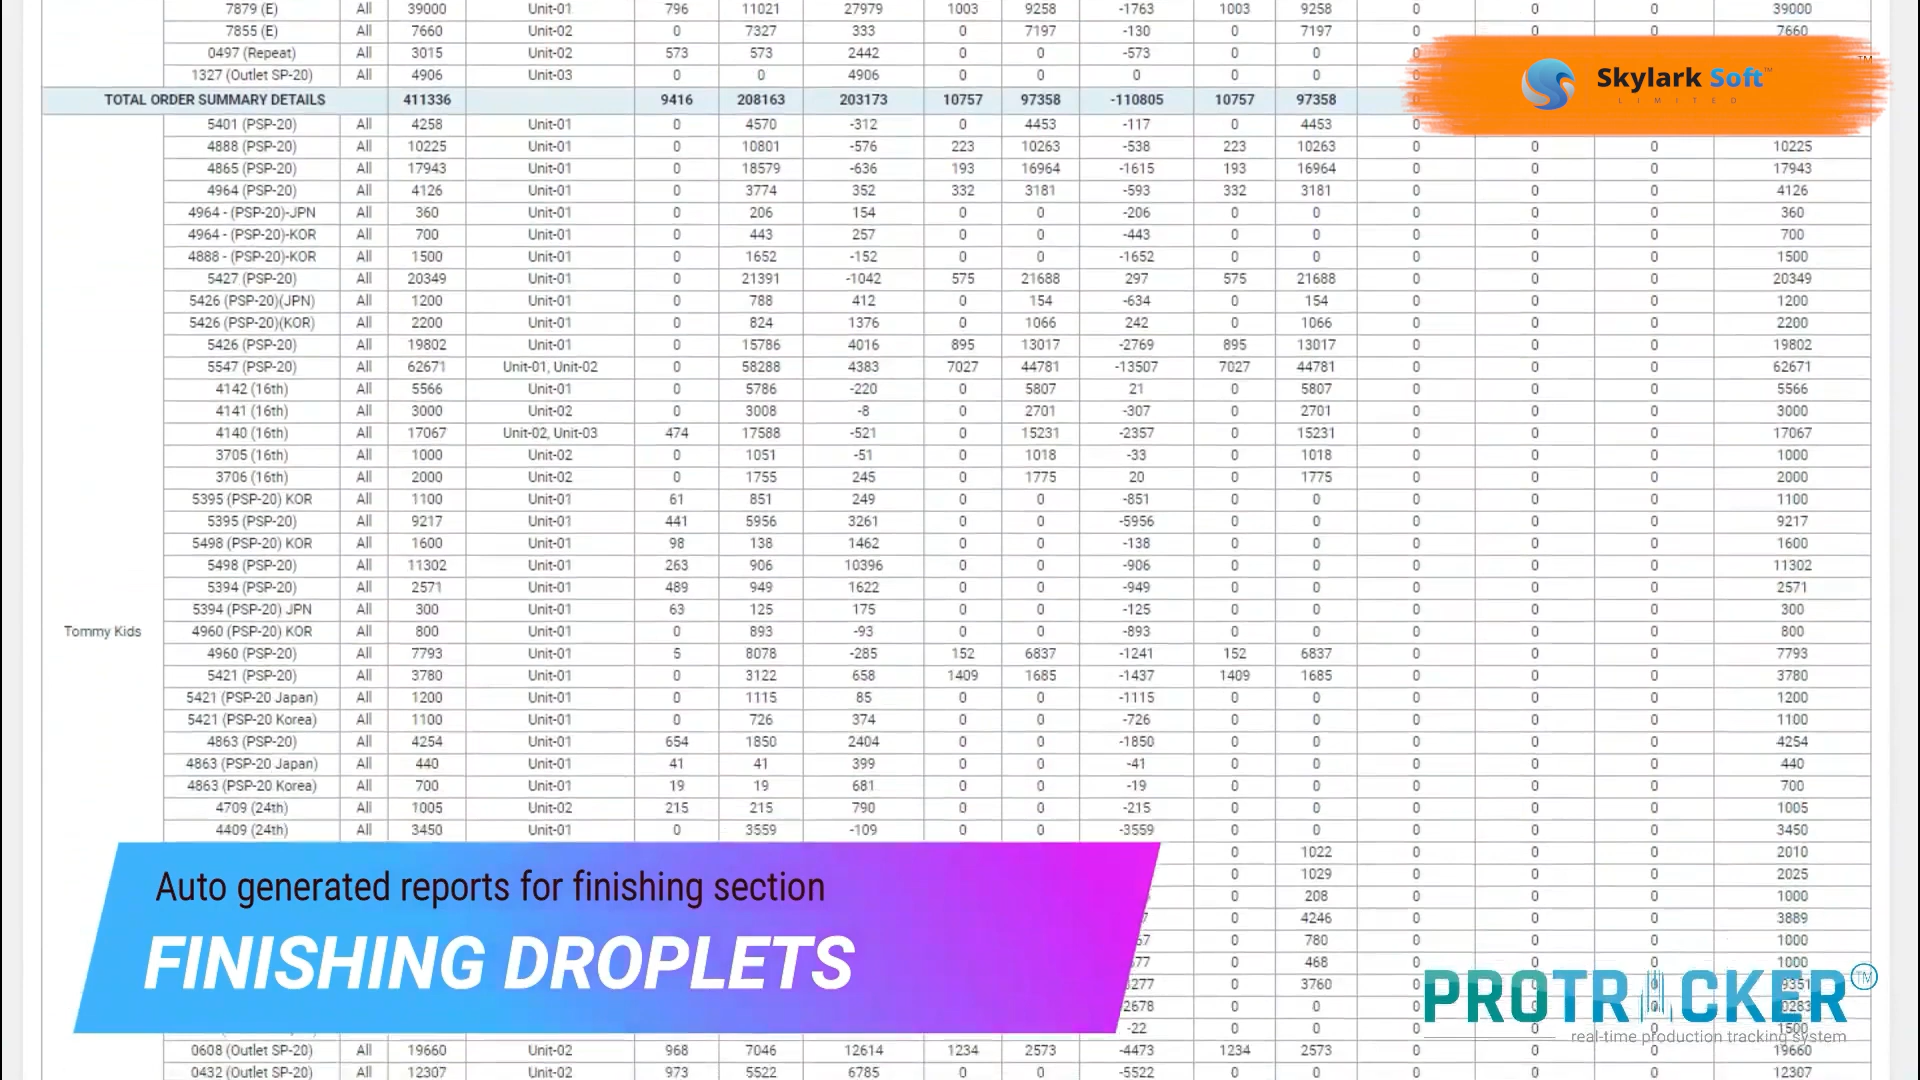 7879 (E) All 39000 Unit-01 796 11021 27979 1003 9258 -1763 1003 9258 0 0 0 39000
7855 (E) All 7660 Unit-02 0 7327 333 0 7197 -130 0 7197 0 0 0 7660
0497 (Repeat) All 3015 Unit-02 573 573 2442 0 0 -573 0 0
1327 (Outlet SP-20) All 4906 Unit-03 0 0 4906 0 0 0 0 0
Skylark Soft™
LIMITED
TOTAL ORDER SUMMARY DETAILS 411336 9416 208163 203173 10757 97358 -110805 10757 97358
5401 (PSP-20) All 4258 Unit-01 0 4570 -312 0 4453 -117 0 4453 0
4888 (PSP-20) All 10225 Unit-01 0 10801 -576 223 10263 -538 223 10263 0 0 0 10225
4865 (PSP-20) All 17943 Unit-01 0 18579 -636 193 16964 -1615 193 16964 0 0 0 17943
4964 (PSP-20) All 4126 Unit-01 0 3774 352 332 3181 -593 332 3181 0 0 0 4126
4964 - (PSP-20)-JPN All 360 Unit-01 0 206 154 0 0 -206 0 0 0 0 0 360
4964 - (PSP-20)-KOR All 700 Unit-01 0 443 257 0 0 -443 0 0 0 0 0 700
4888 - (PSP-20)-KOR All 1500 Unit-01 0 1652 -152 0 0 -1652 0 0 0 0 0 1500
5427 (PSP-20) All 20349 Unit-01 0 21391 -1042 575 21688 297 575 21688 0 0 0 20349
5426 (PSP-20)(JPN) All 1200 Unit-01 0 788 412 0 154 -634 0 154 0 0 0 1200
5426 (PSP-20)(KOR) All 2200 Unit-01 0 824 1376 0 1066 242 0 1066 0 0 0 2200
5426 (PSP-20) All 19802 Unit-01 0 15786 4016 895 13017 -2769 895 13017 0 0 0 19802
5547 (PSP-20) All 62671 Unit-01, Unit-02 0 58288 4383 7027 44781 -13507 7027 44781 0 0 0 62671
4142 (16th) All 5566 Unit-01 0 5786 -220 0 5807 21 0 5807 0 0 0 5566
4141 (16th) All 3000 Unit-02 0 3008 -8 0 2701 -307 0 2701 0 0 0 3000
4140 (16th) All 17067 Unit-02, Unit-03 474 17588 -521 0 15231 -2357 0 15231 0 0 0 17067
3705 (16th) All 1000 Unit-02 0 1051 -51 0 1018 -33 0 1018 0 0 0 1000
3706 (16th) All 2000 Unit-02 0 1755 245 0 1775 20 0 1775 0 0 0 2000
5395 (PSP-20) KOR All 1100 Unit-01 61 851 249 0 0 -851 0 0 0 0 0 1100
5395 (PSP-20) All 9217 Unit-01 441 5956 3261 0 0 -5956 0 0 0 0 0 9217
5498 (PSP-20) KOR All 1600 Unit-01 98 138 1462 0 0 -138 0 0 0 0 0 1600
5498 (PSP-20) All 11302 Unit-01 263 906 10396 0 0 -906 0 0 0 0 0 11302
5394 (PSP-20) All 2571 Unit-01 489 949 1622 0 0 -949 0 0 0 0 0 2571
5394 (PSP-20) JPN All 300 Unit-01 63 125 175 0 0 -125 0 0 0 0 0 300
Tommy Kids 4960 (PSP-20) KOR All 800 Unit-01 0 893 -93 0 0 -893 0 0 0 0 0 800
4960 (PSP-20) All 7793 Unit-01 5 8078 -285 152 6837 -1241 152 6837 0 0 0 7793
5421 (PSP-20) All 3780 Unit-01 0 3122 658 1409 1685 -1437 1409 1685 0 0 0 3780
5421 (PSP-20 Japan) All 1200 Unit-01 0 1115 85 0 0 -1115 0 0 0 0 0 1200
5421 (PSP-20 Korea) All 1100 Unit-01 0 726 374 0 0 -726 0 0 0 0 0 1100
4863 (PSP-20) All 4254 Unit-01 654 1850 2404 0 0 -1850 0 0 0 0 0 4254
4863 (PSP-20 Japan) All 440 Unit-01 41 41 399 0 0 -41 0 0 0 0 0 440
4863 (PSP-20 Korea) All 700 Unit-01 19 19 681 0 0 -19 0 0 0 0 0 700
4709 (24th) All 1005 Unit-02 215 215 790 0 0 -215 0 0 0 0 0 1005
4409 (24th) All 3450 Unit-01 0 3559 -109 0 0 -3559 0 0 0 0 0 3450
0 1022 0 0 0 2010
0 1029 0 0 0 2025
0 208 0 0 0 1000
0 4246 0 0 0 3889
0 780 0 0 0 1000
0 468 0 0 0 1000
0 3760 0 0
0 0 0 0
-22 0 0 0 0 0 1500
Auto generated reports for finishing section
FINISHING DROPLETS
PROTRACKER™
real-time production tracking system
0608 (Outlet SP-20) All 19660 Unit-02 968 7046 12614 1234 2573 -4473 1234 2573 0 0 0 19660
0432 (Outlet SP-20) All 12307 Unit-02 973 5522 6785 0 0 -5522 0 0 0 0 0 12307